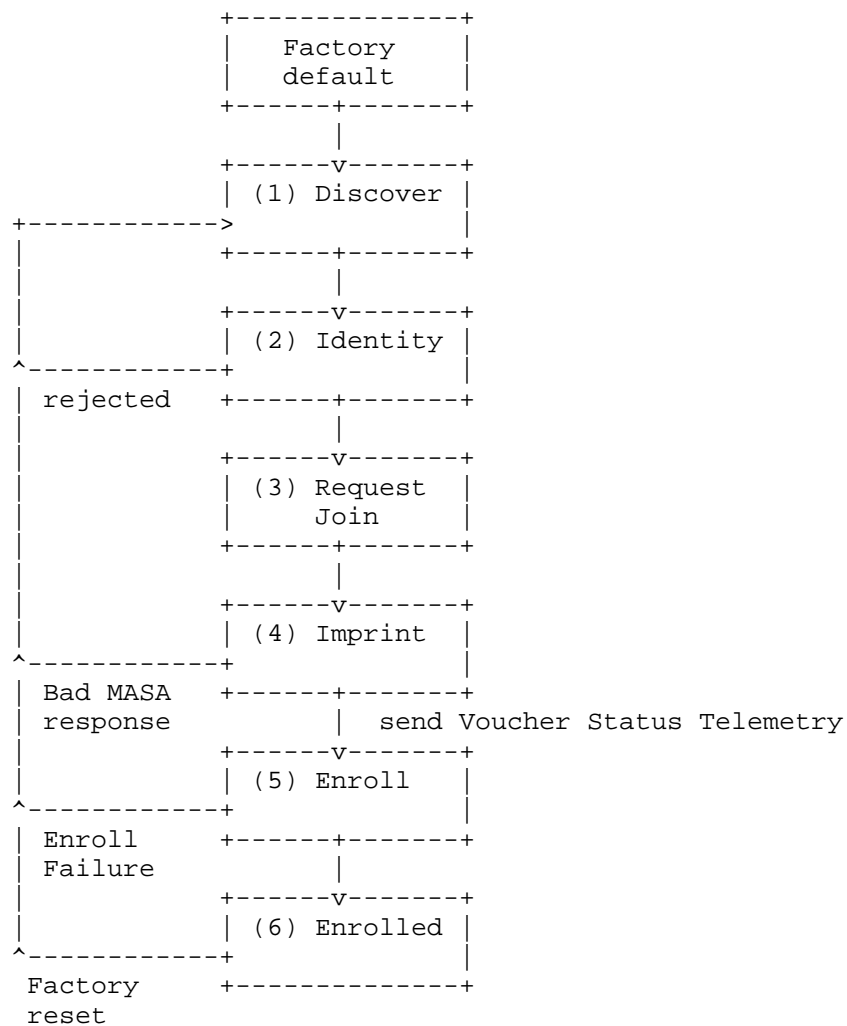 Factory
default
(1) Discover
(2) Identity
rejected
(3) Request
Join
(4) Imprint
Bad MASA
response
send Voucher Status Telemetry
(5) Enroll
Enroll
Failure
(6) Enrolled
Factory
reset